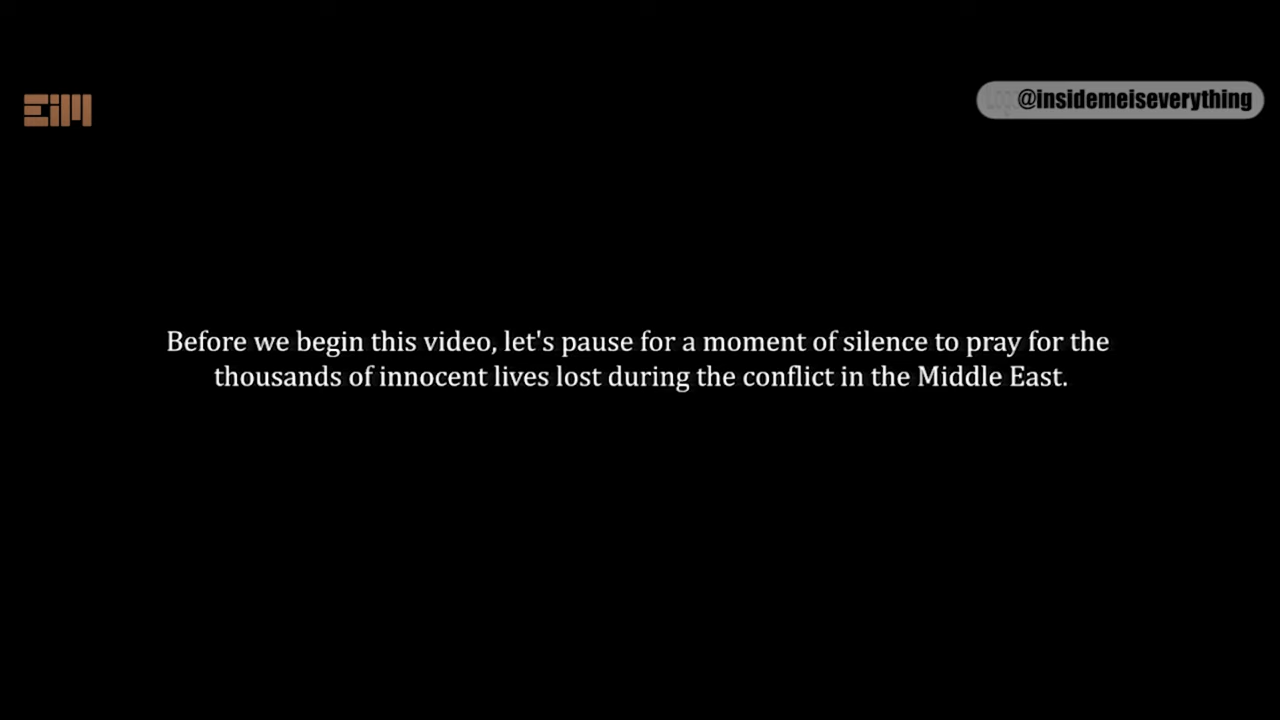 EiM
@insidemeiseverything
Before we begin this video, let's pause for a moment of silence to pray for the
thousands of innocent lives lost during the conflict in the Middle East.